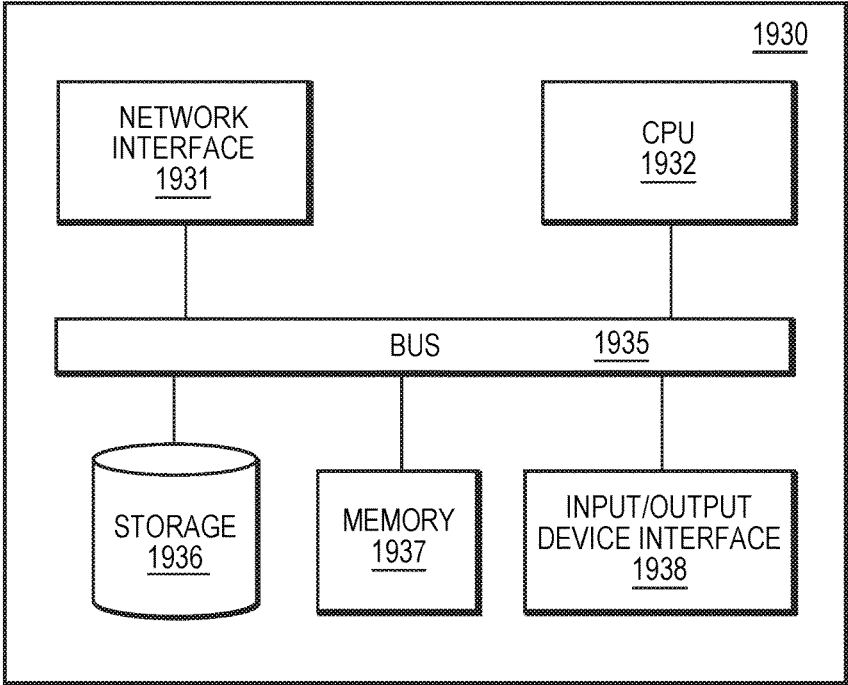 1930
NETWORK
INTERFACE
1931
CPU
1932
BUS 1935
STORAGE
1936
MEMORY
1937
INPUT/OUTPUT
DEVICE INTERFACE
1938